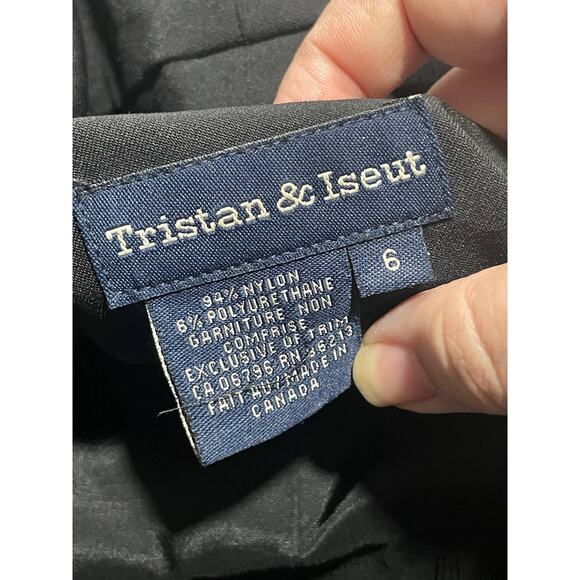 Tristan & Iseut
6
94% NYLON
6% POLYURETHANE
GARNITURE NON
COMPRISE
EXCLUSIVE OF TRIM
CA 06796 RN 96213
FAIT AU/MADE IN
CANADA